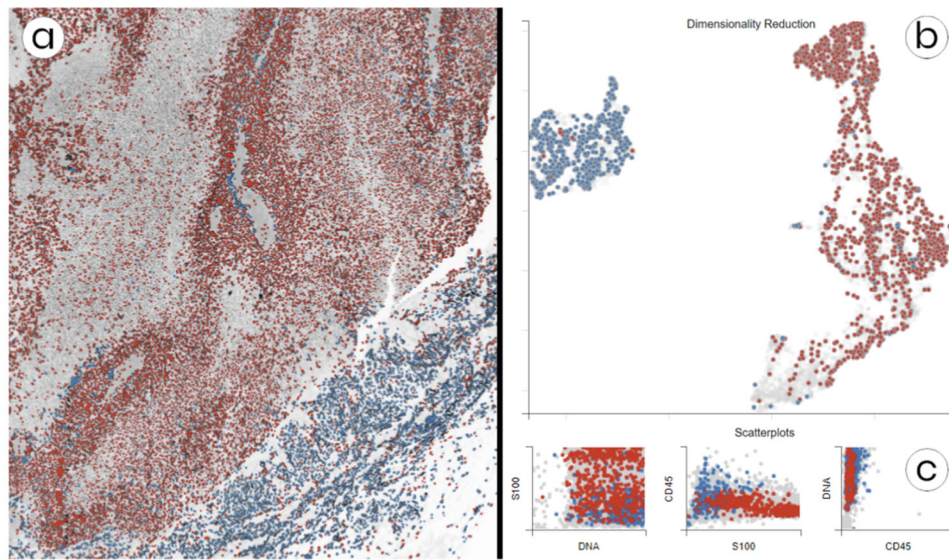 a
Dimensionality Reduction
b
Scatterplots
S100
DNA
CD45
S100
DNA
CD45
c